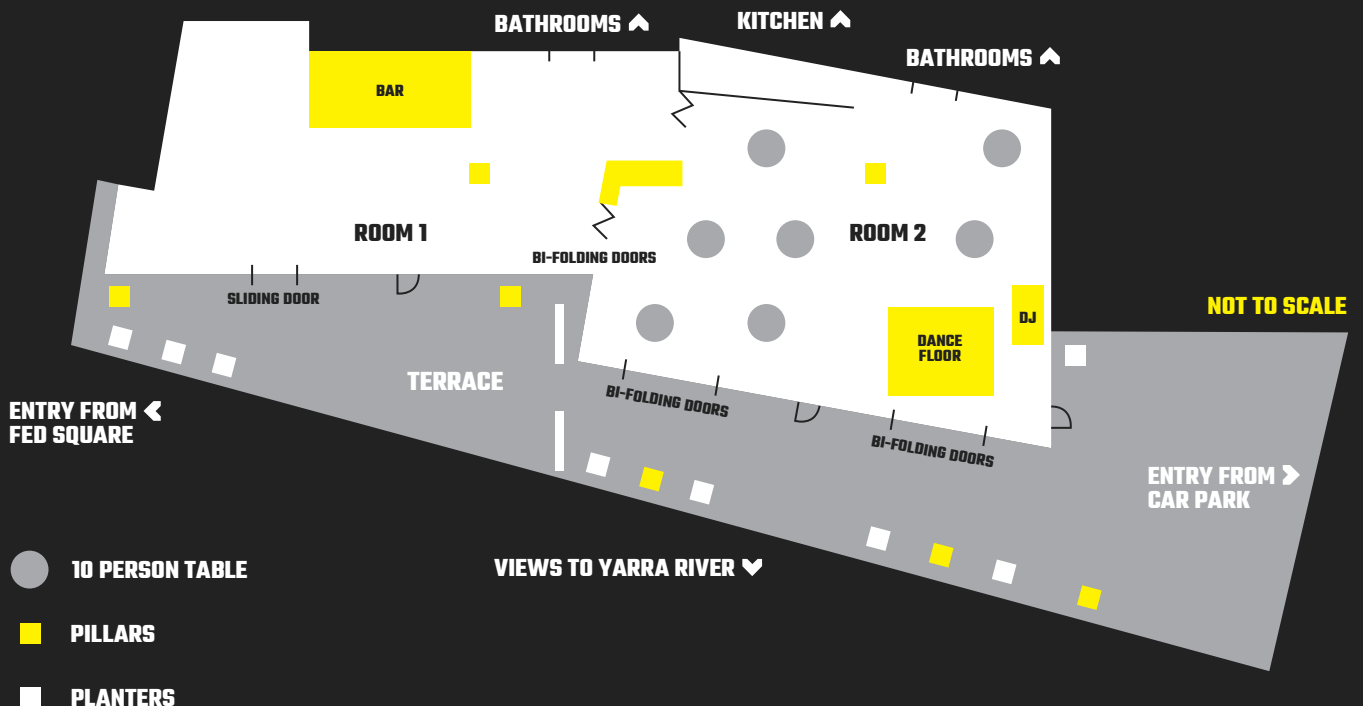 BATHROOMS
KITCHEN
BATHROOMS
BAR
ROOM 1
ROOM 2
BI-FOLDING DOORS
SLIDING DOOR
DJ
NOT TO SCALE
DANCE
FLOOR
TERRACE
BI-FOLDING DOORS
BI-FOLDING DOORS
ENTRY FROM
FED SQUARE
ENTRY FROM
CAR PARK
VIEWS TO YARRA RIVER
10 PERSON TABLE
PILLARS
PLANTERS